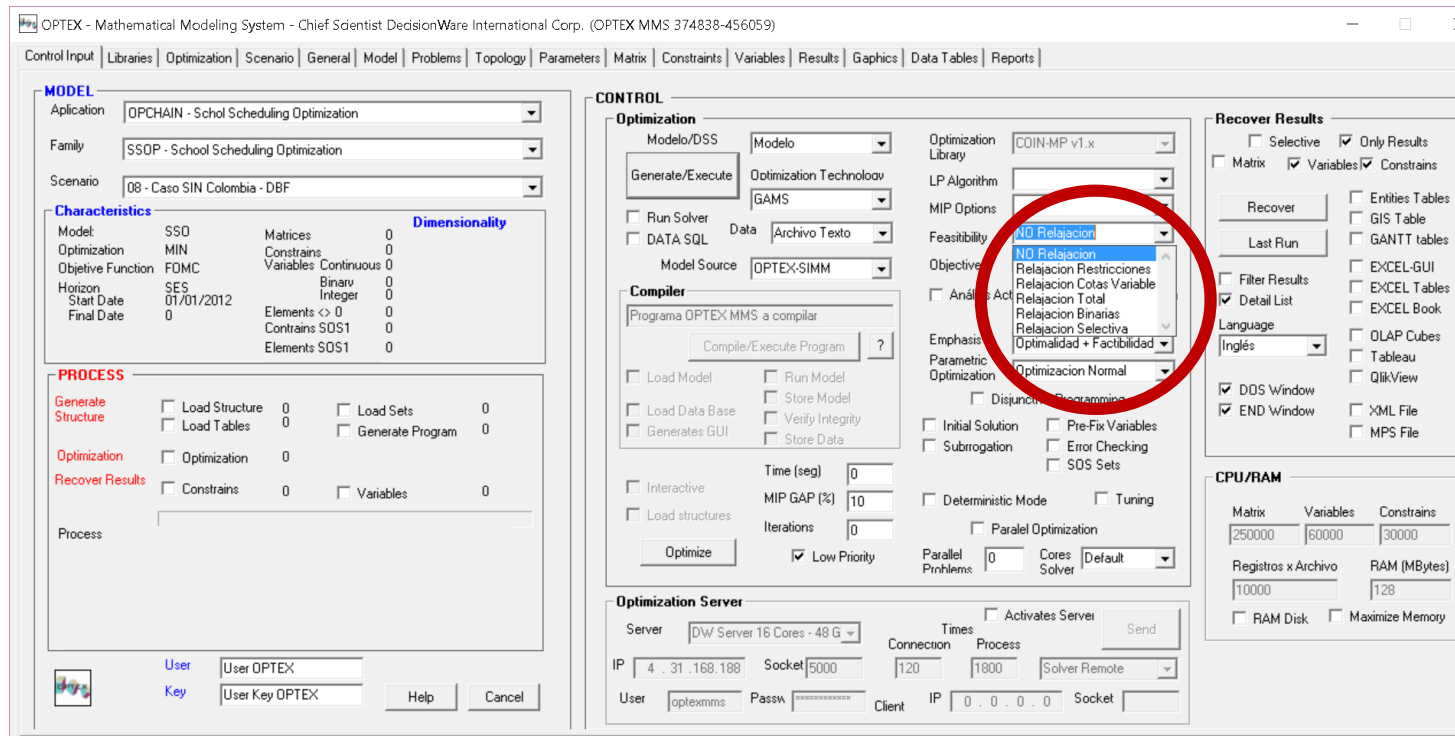 OPTEX - Mathematical Modeling System - Chief Scientist DecisionWare International Corp. (OPTEX MMS 374838-456059)
Control Input Libraries Optimization Scenario General Model Problems Topology Parameters Matrix Constraints Variables Results Gaphics Data Tables Reports
MODEL
Aplication OPCHAIN - Schol Scheduling Optimization
Family SSOP - School Scheduling Optimization
Scenario 08 - Caso SIN Colombia - DBF
Characteristics
Dimensionality
Model: SSO
Optimization MIN
Objetive Function FOMC
Horizon SES
Start Date 01/01/2012
Final Date 0
Matrices 0
Constrains 0
Variables Continuous 0
Binary 0
Integer 0
Elements <> 0 0
Contrains SOS1 0
Elements SOS1 0
PROCESS
Generate
Structure
Load Structure 0 Load Sets 0
Load Tables 0 Generate Program 0
Optimization Optimization 0
Recover Results
Constrains 0 Variables 0
Process
User User OPTEX
Key User Key OPTEX
Help Cancel
CONTROL
Optimization
Modelo/DSS Modelo
Generate/Execute
Optimization Technology
GAMS
Run Solver
DATA SQL Data Archivo Texto
Model Source OPTEX-SIMM
Compiler
Programa OPTEX MMS a compilar
Compile/Execute Program ?
Load Model Run Model
Store Model
Load Data Base Verify Integrity
Generates GUI Store Data
Interactive
Load structures
Optimize
Time (seg) 0
MIP GAP (%) 10
Iterations 0
Low Priority
Optimization
Library
COIN-MP v1.x
LP Algorithm
MIP Options
Feasitibility NO Relajacion
NO Relajacion
Relajacion Restricciones
Relajacion Cotas Variable
Relajacion Total
Relajacion Binarias
Relajacion Selectiva
Objective
Emphasis Optimalidad + Factibilidad
Parametric
Optimization
Optimizacion Normal
Disjunctive Programming
Initial Solution Pre-Fix Variables
Subrrogation Error Checking
SOS Sets
Deterministic Mode Tuning
Paralel Optimization
Parallel
Problems
0
Cores
Solver
Default
Optimization Server
Activates Server
Server DW Server 16 Cores - 48 G
Times
Connection Process
Send
IP 4 . 31 .168.188 Socket 5000 120 1800 Solver Remote
User optexmms Passw xxxxxxxxxxxx Client IP 0 . 0 . 0 . 0 Socket
Recover Results
Selective Only Results
Matrix Variables Constrains
Recover
Last Run
Entities Tables
GIS Table
GANTT tables
EXCEL-GUI
EXCEL Tables
EXCEL Book
OLAP Cubes
Tableau
QlikView
XML File
MPS File
Filter Results
Detail List
Language
Inglés
DOS Window
END Window
CPU/RAM
Matrix Variables Constrains
250000 60000 30000
Registros x Archivo RAM (MBytes)
10000 128
RAM Disk Maximize Memory